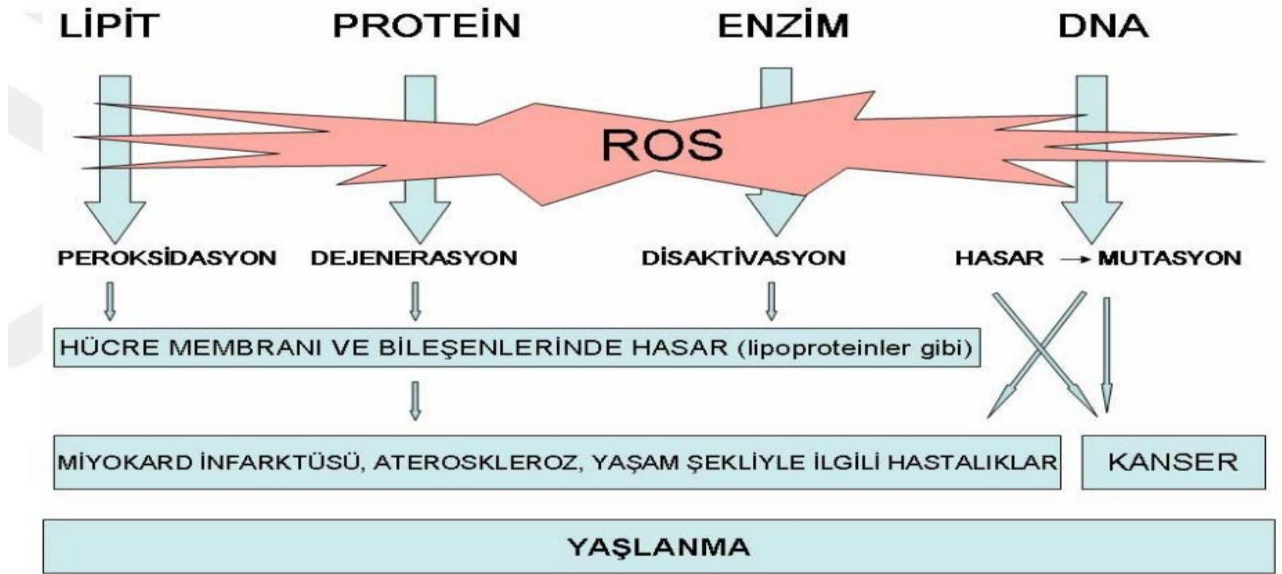 LİPİT PROTEİN ENZİM DNA
ROS
PEROKSİDASYON DEJENERASYON DİSAKTİVASYON HASAR → MUTASYON
HÜCRE MEMBRANI VE BİLEŞENLERİNDE HASAR (lipoproteinler gibi)
MİYOKARD İNFARKTÜSÜ, ATEROSKLEROZ, YAŞAM ŞEKLİYLE İLGİLİ HASTALIKLAR KANSER
YAŞLANMA